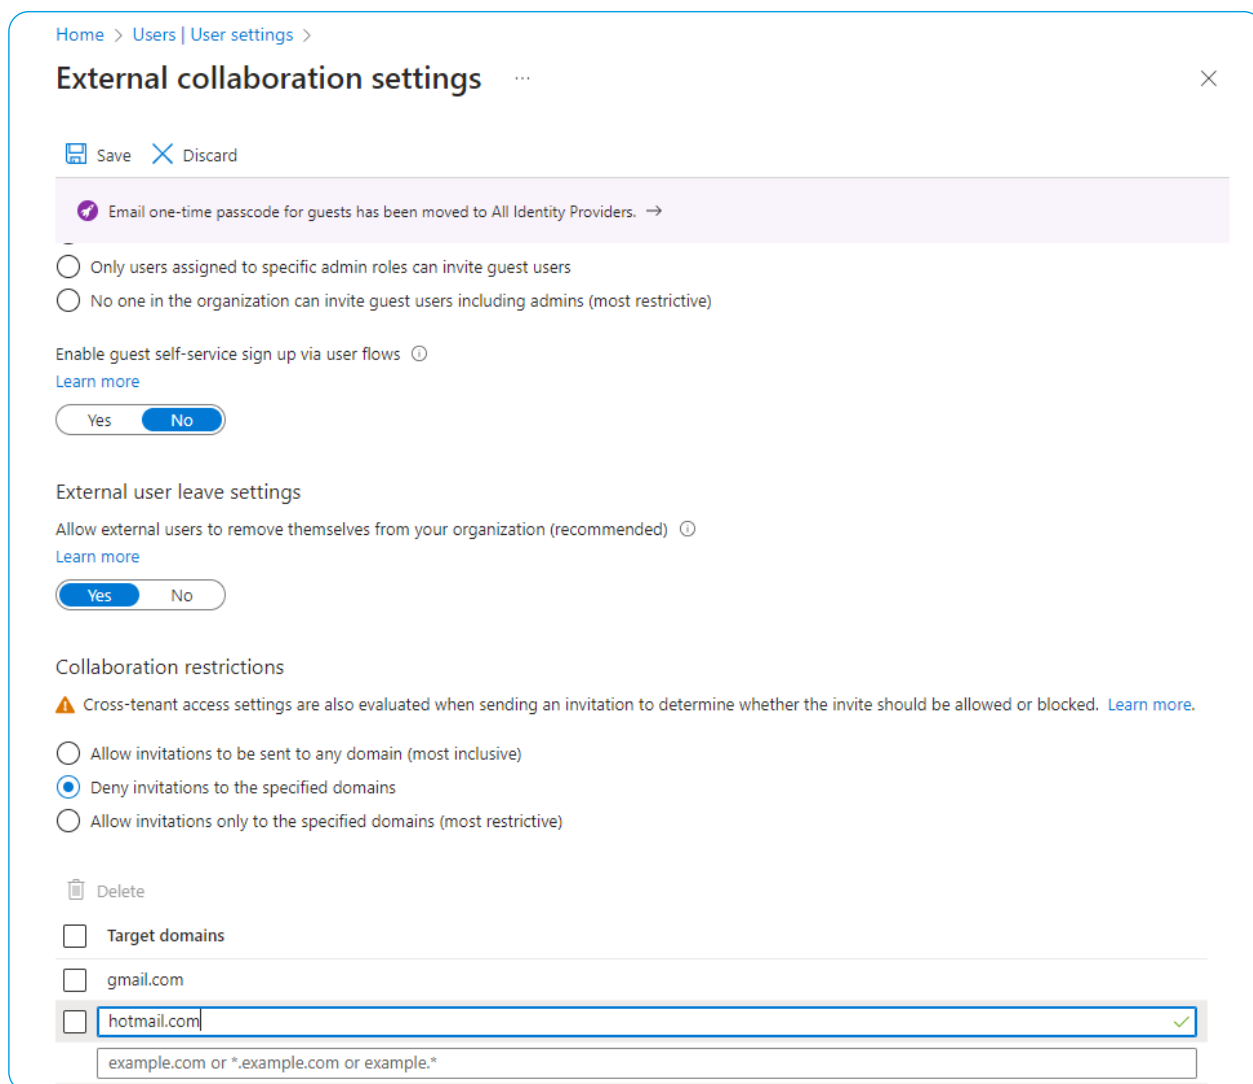 Home > Users | User settings >
External collaboration settings ...
Save Discard
Email one-time passcode for guests has been moved to All Identity Providers. →
Only users assigned to specific admin roles can invite guest users
No one in the organization can invite guest users including admins (most restrictive)
Enable guest self-service sign up via user flows
Learn more
Yes No
External user leave settings
Allow external users to remove themselves from your organization (recommended)
Learn more
Yes No
Collaboration restrictions
Cross-tenant access settings are also evaluated when sending an invitation to determine whether the invite should be allowed or blocked. Learn more.
Allow invitations to be sent to any domain (most inclusive)
Deny invitations to the specified domains
Allow invitations only to the specified domains (most restrictive)
Delete
Target domains
gmail.com
hotmail.com
example.com or *.example.com or example.*